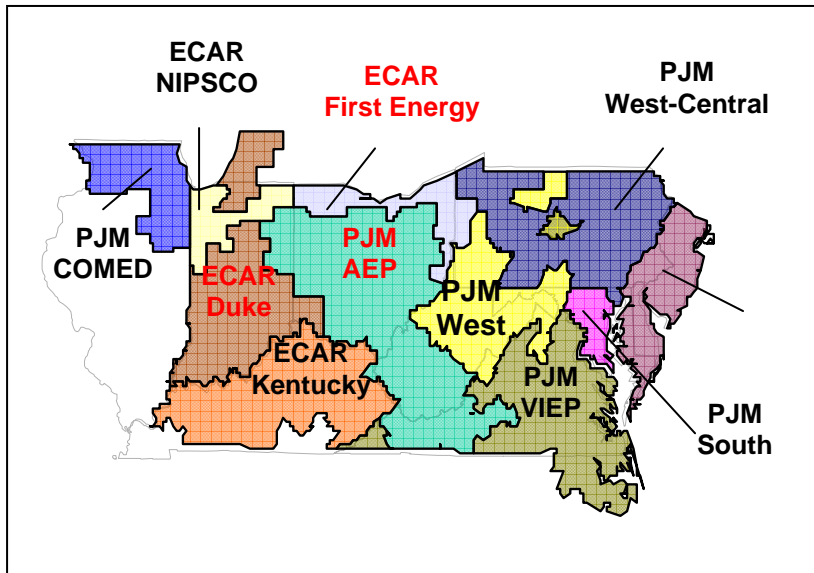 ECAR
NIPSCO
ECAR
First Energy
PJM
West-Central
PJM
COMED
ECAR
Duke
PJM
AEP
PJM
West
ECAR
Kentucky
PJM
VIEP
PJM
South